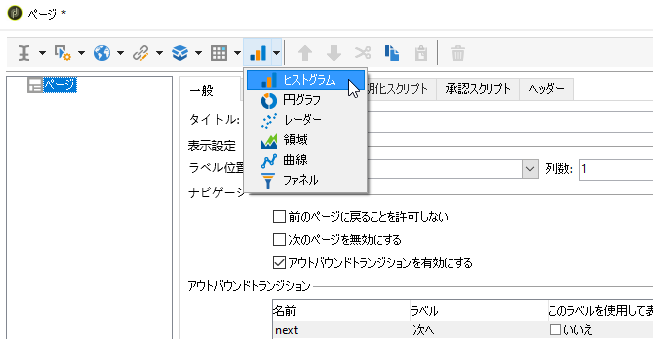 ページ *
ページ
ヒストグラム
円グラフ
レーダー
領域
曲線
ファネル
一般
期化スクリプト
承認スクリプト
ヘッダー
タイトル:
表示設定
ラベル位置
列数: 1
ナビゲーシ
前のページに戻ることを許可しない
次のページを無効にする
アウトバウンドトランジションを有効にする
アウトバウンドトランジション
名前 ラベル このラベルを使用して表
next 次へ いいえ